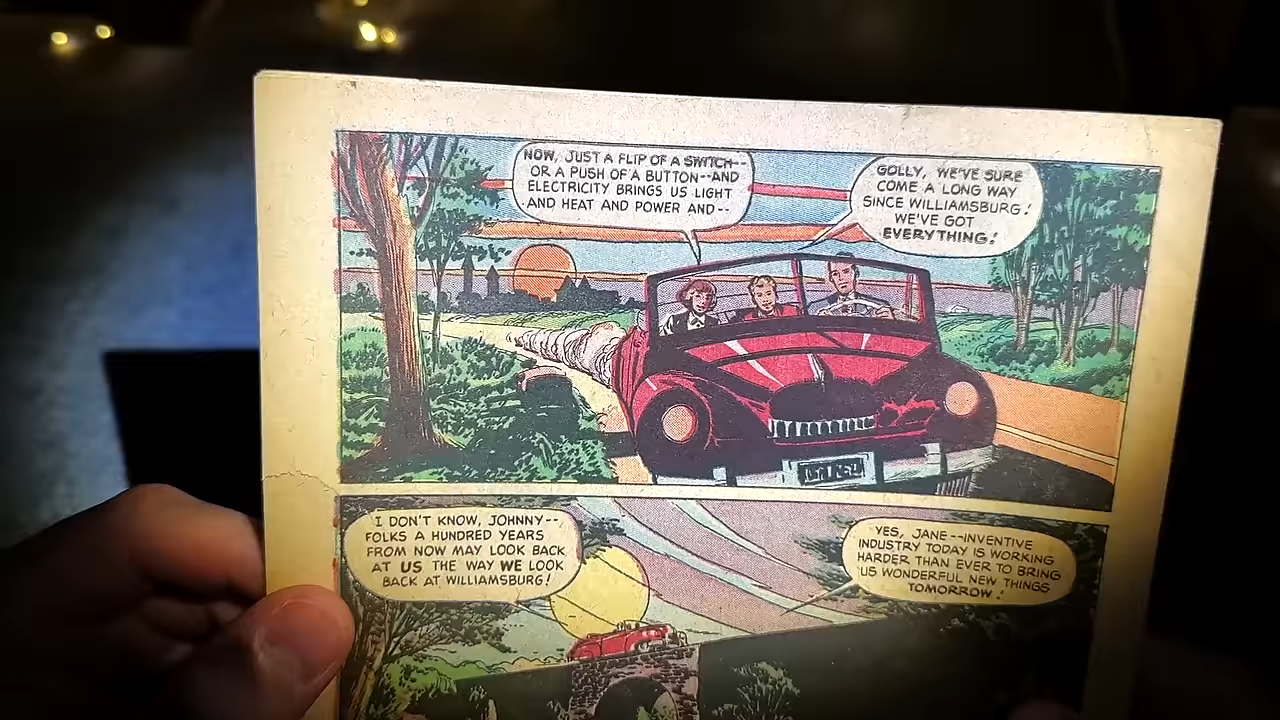 NOW, JUST A FLIP OF A SWITCH--
OR A PUSH OF A BUTTON--AND
ELECTRICITY BRINGS US LIGHT
AND HEAT AND POWER AND--
GOLLY, WE'VE SURE
COME A LONG WAY
SINCE WILLIAMSBURG!
WE'VE GOT
EVERYTHING!
I DON'T KNOW, JOHNNY--
FOLKS A HUNDRED YEARS
FROM NOW MAY LOOK BACK
AT US THE WAY WE LOOK
BACK AT WILLIAMSBURG!
YES, JANE--INVENTIVE
INDUSTRY TODAY IS WORKING
HARDER THAN EVER TO BRING
US WONDERFUL NEW THINGS
TOMORROW!